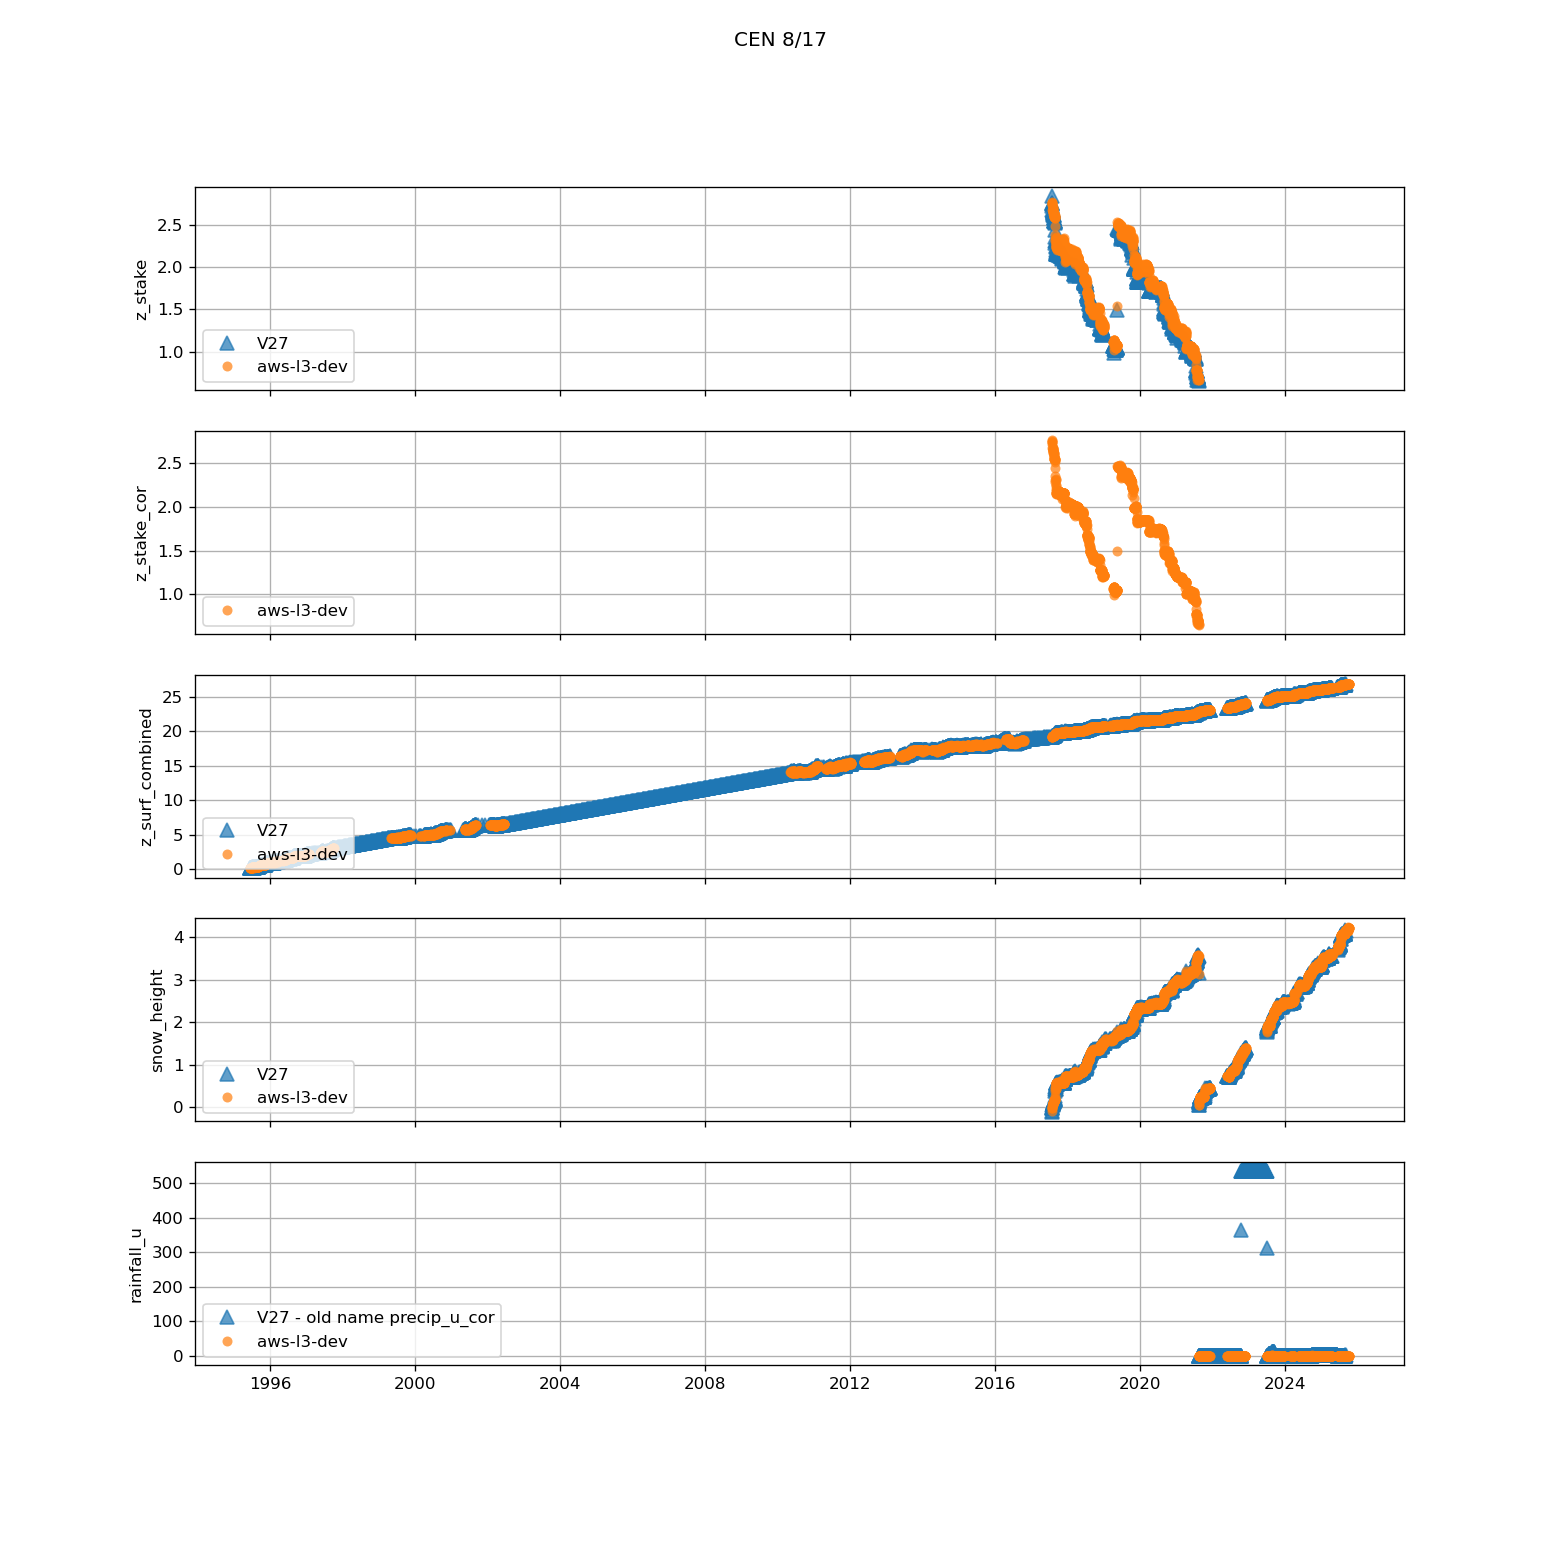 CEN 8/17
z_stake
2.5
2.0
1.5
1.0
V27
aws-l3-dev
z_stake_cor
2.5
2.0
1.5
1.0
aws-l3-dev
z_surf_combined
25
20
15
10
5
0
V27
aws-l3-dev
snow_height
4
3
2
1
0
V27
aws-l3-dev
rainfall_u
500
400
300
200
100
0
V27 - old name precip_u_cor
aws-l3-dev
1996 2000 2004 2008 2012 2016 2020 2024